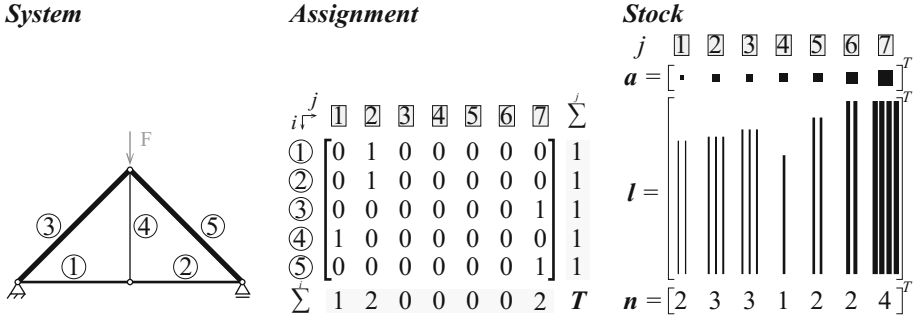 System Assignment Stock
j 1 2 3 4 5 6 7
a = [ ]ᵀ
F
③ ④ ⑤
① ②
j
i 1 2 3 4 5 6 7 j∑
① 0 1 0 0 0 0 0 1
② 0 1 0 0 0 0 0 1
③ 0 0 0 0 0 0 1 1
④ 1 0 0 0 0 0 0 1
⑤ 0 0 0 0 0 0 1 1
i∑ 1 2 0 0 0 0 2 T
l = [ ]ᵀ
n = [2 3 3 1 2 2 4]ᵀ